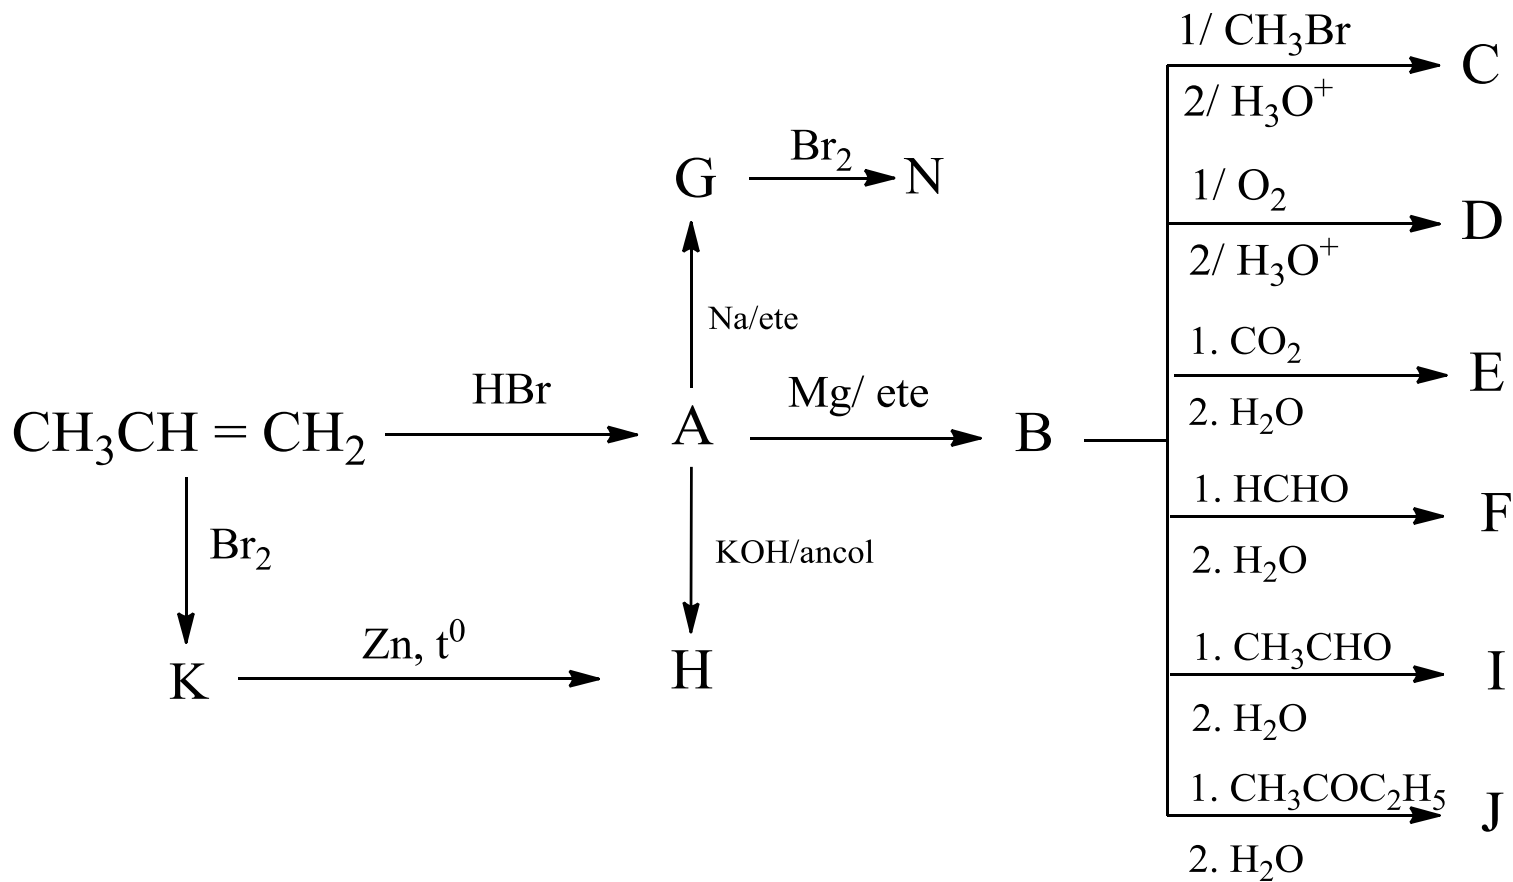 1/ CH₃Br
C
2/ H₃O⁺
G
Br₂
N
1/ O₂
D
2/ H₃O⁺
Na/ete
1. CO₂
E
2. H₂O
CH₃CH = CH₂
HBr
A
Mg/ ete
B
1. HCHO
F
2. H₂O
Br₂
KOH/ancol
K
Zn, t⁰
H
1. CH₃CHO
I
2. H₂O
1. CH₃COC₂H₅
J
2. H₂O